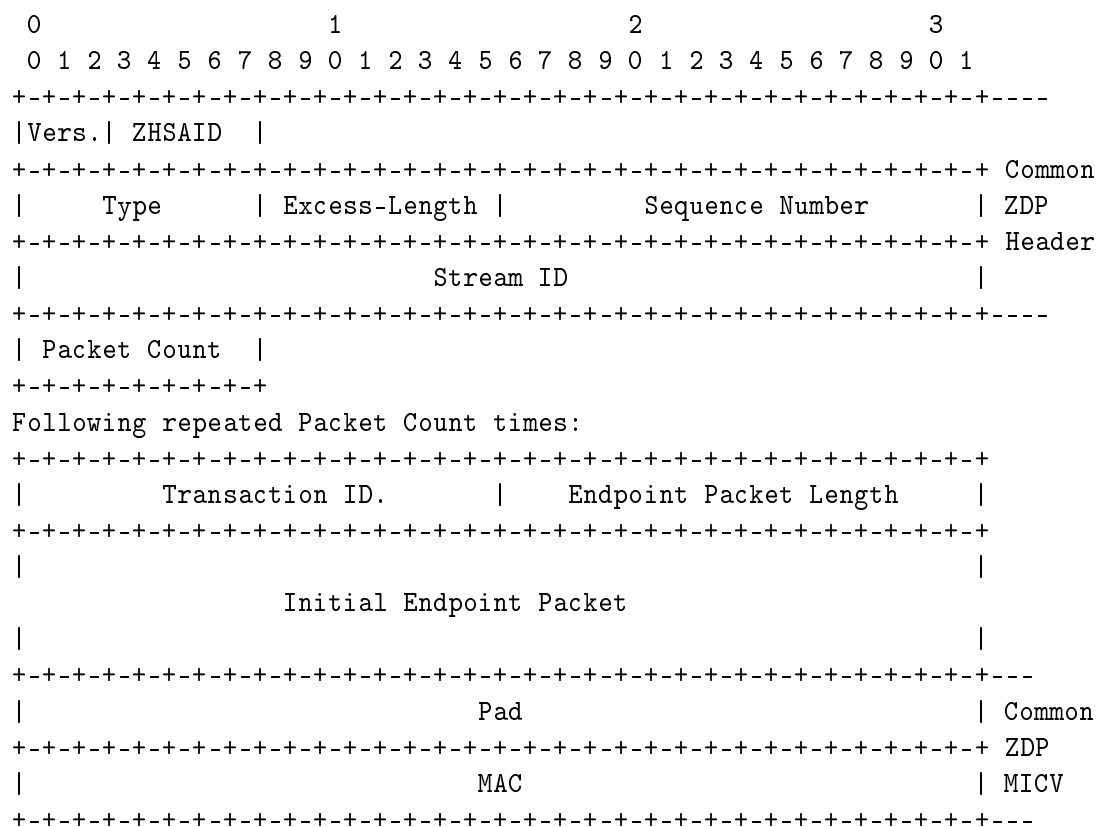 0                   1                   2                   3
 0 1 2 3 4 5 6 7 8 9 0 1 2 3 4 5 6 7 8 9 0 1 2 3 4 5 6 7 8 9 0 1
+-+-+-+-+-+-+-+-+-+-+-+-+-+-+-+-+-+-+-+-+-+-+-+-+-+-+-+-+-+-+-+-+----
|Vers.| ZHSAID  |
+-+-+-+-+-+-+-+-+-+-+-+-+-+-+-+-+-+-+-+-+-+-+-+-+-+-+-+-+-+-+-+-+ Common
|     Type      | Excess-Length |         Sequence Number       | ZDP
+-+-+-+-+-+-+-+-+-+-+-+-+-+-+-+-+-+-+-+-+-+-+-+-+-+-+-+-+-+-+-+-+ Header
|                           Stream ID                           |
+-+-+-+-+-+-+-+-+-+-+-+-+-+-+-+-+-+-+-+-+-+-+-+-+-+-+-+-+-+-+-+-+----
| Packet Count  |
+-+-+-+-+-+-+-+-+
Following repeated Packet Count times:
+-+-+-+-+-+-+-+-+-+-+-+-+-+-+-+-+-+-+-+-+-+-+-+-+-+-+-+-+-+-+-+-+
|         Transaction ID.       |    Endpoint Packet Length     |
+-+-+-+-+-+-+-+-+-+-+-+-+-+-+-+-+-+-+-+-+-+-+-+-+-+-+-+-+-+-+-+-+
|                                                               |
                  Initial Endpoint Packet
|                                                               |
+-+-+-+-+-+-+-+-+-+-+-+-+-+-+-+-+-+-+-+-+-+-+-+-+-+-+-+-+-+-+-+-+---
|                              Pad                              | Common
+-+-+-+-+-+-+-+-+-+-+-+-+-+-+-+-+-+-+-+-+-+-+-+-+-+-+-+-+-+-+-+-+ ZDP
|                              MAC                              | MICV
+-+-+-+-+-+-+-+-+-+-+-+-+-+-+-+-+-+-+-+-+-+-+-+-+-+-+-+-+-+-+-+-+---